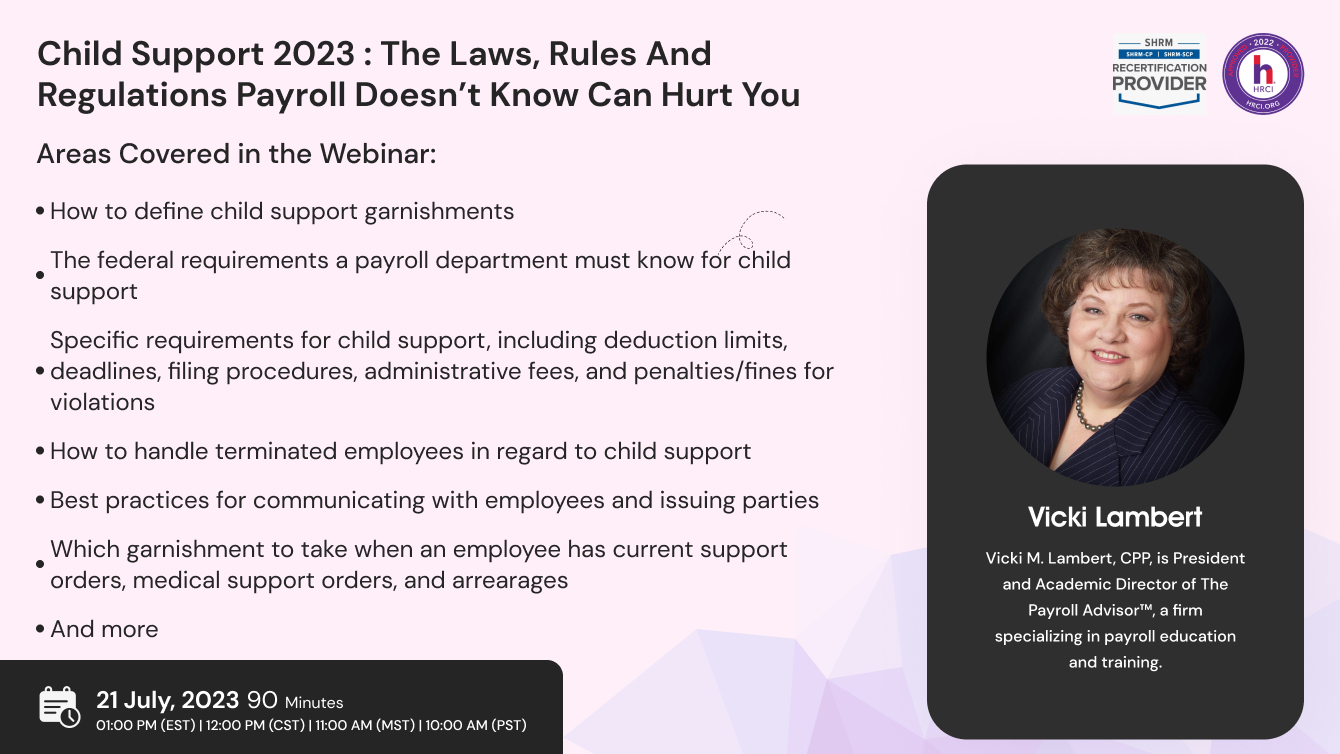 Child Support 2023 : The Laws, Rules And
Regulations Payroll Doesn’t Know Can Hurt You
SHRM
SHRM-CP | SHRM-SCP
RECERTIFICATION
PROVIDER
· 2022 ·
h
HRCI
HRCI.ORG
Areas Covered in the Webinar:
• How to define child support garnishments
• The federal requirements a payroll department must know for child
support
• Specific requirements for child support, including deduction limits,
deadlines, filing procedures, administrative fees, and penalties/fines for
violations
• How to handle terminated employees in regard to child support
• Best practices for communicating with employees and issuing parties
• Which garnishment to take when an employee has current support
orders, medical support orders, and arrearages
• And more
21 July, 2023 90 Minutes
01:00 PM (EST) | 12:00 PM (CST) | 11:00 AM (MST) | 10:00 AM (PST)
Vicki Lambert
Vicki M. Lambert, CPP, is President
and Academic Director of The
Payroll Advisor™, a firm
specializing in payroll education
and training.